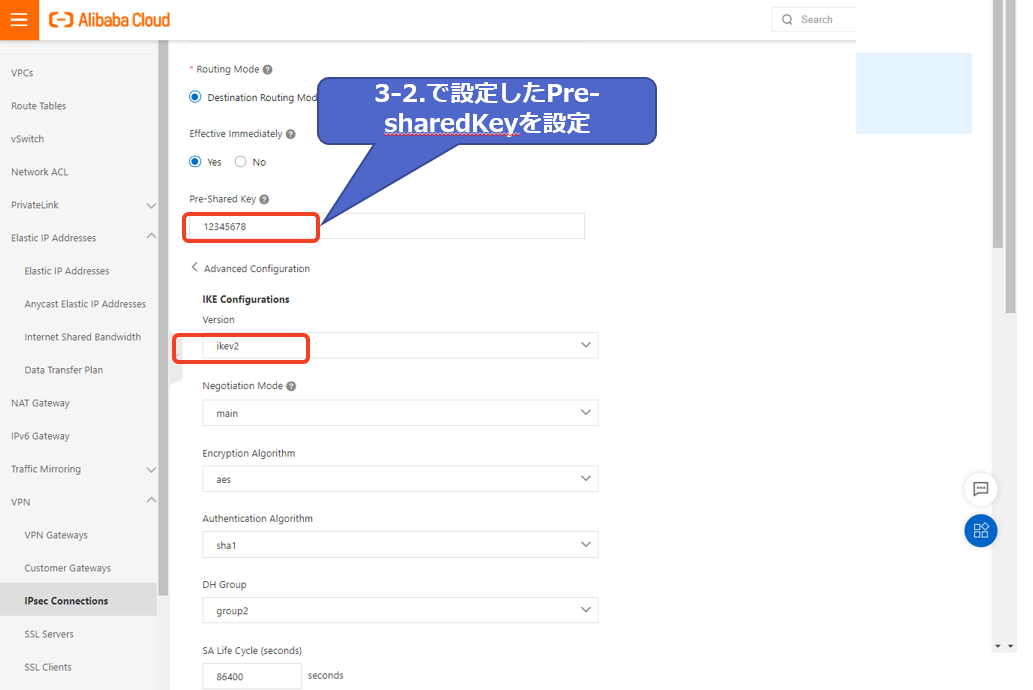 Alibaba Cloud
Search
VPCs
Route Tables
vSwitch
Network ACL
PrivateLink
Elastic IP Addresses
Elastic IP Addresses
Anycast Elastic IP Addresses
Internet Shared Bandwidth
Data Transfer Plan
NAT Gateway
IPv6 Gateway
Traffic Mirroring
VPN
VPN Gateways
Customer Gateways
IPsec Connections
SSL Servers
SSL Clients
* Routing Mode
Destination Routing Mod
3-2.で設定したPre-
sharedKeyを設定
Effective Immediately
Yes No
Pre-Shared Key
12345678
Advanced Configuration
IKE Configurations
Version
ikev2
Negotiation Mode
main
Encryption Algorithm
aes
Authentication Algorithm
sha1
DH Group
group2
SA Life Cycle (seconds)
86400 seconds